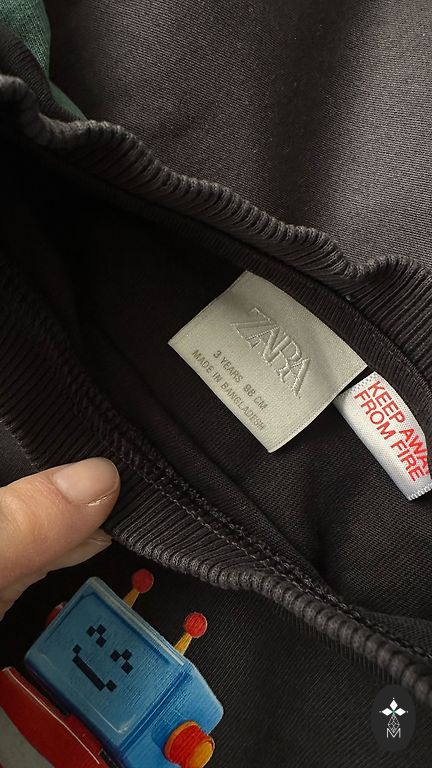 ZARA
3 YEARS 98 CM
MADE IN BANGLADESH
KEEP AWAY
FROM FIRE
M